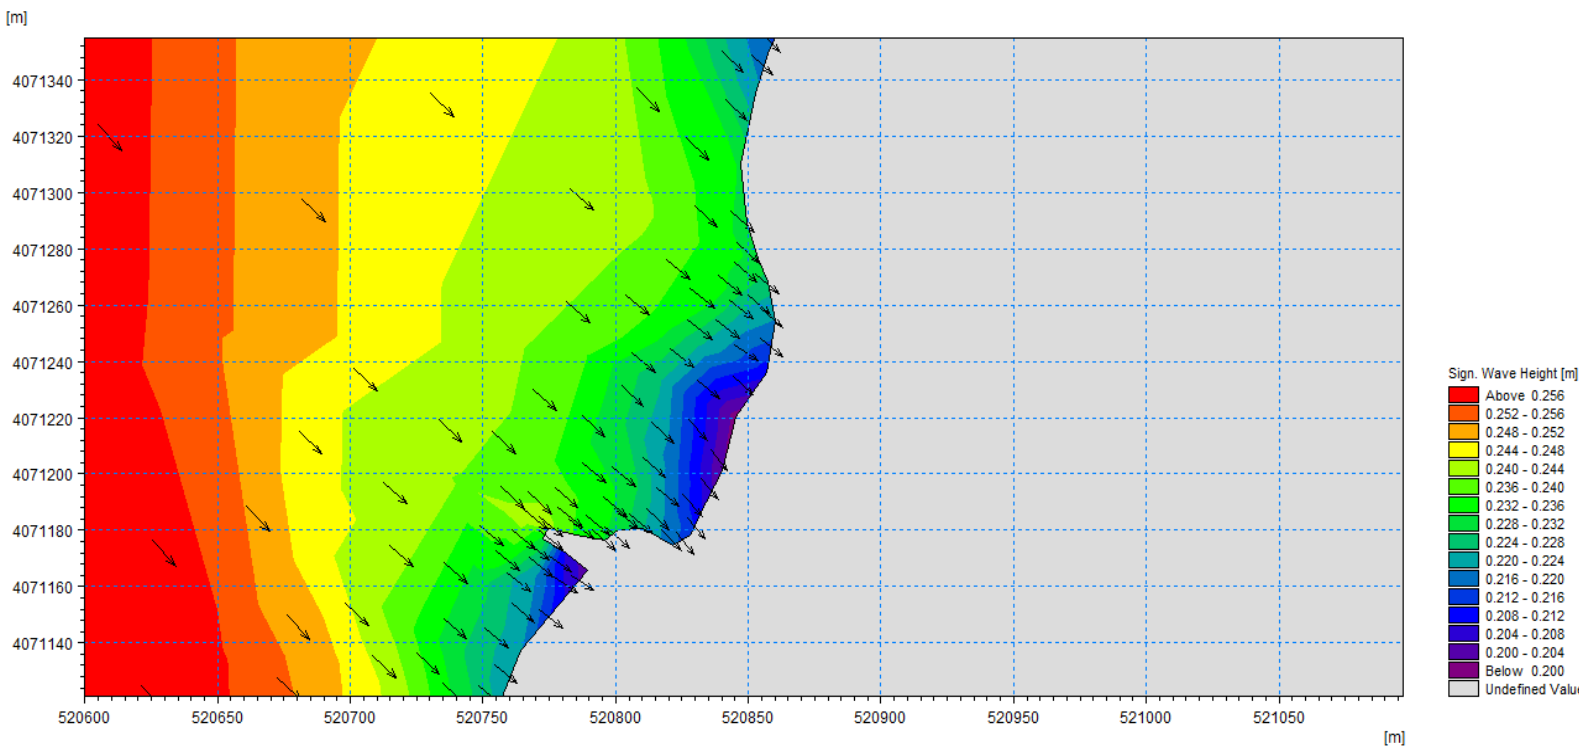 [m]
4071340
4071320
4071300
4071280
4071260
4071240
4071220
4071200
4071180
4071160
4071140
520600 520650 520700 520750 520800 520850 520900 520950 521000 521050
[m]
Sign. Wave Height [m]
Above 0.256
0.252 - 0.256
0.248 - 0.252
0.244 - 0.248
0.240 - 0.244
0.236 - 0.240
0.232 - 0.236
0.228 - 0.232
0.224 - 0.228
0.220 - 0.224
0.216 - 0.220
0.212 - 0.216
0.208 - 0.212
0.204 - 0.208
0.200 - 0.204
Below 0.200
Undefined Valu